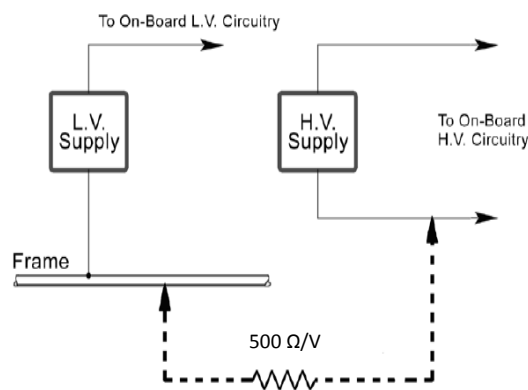 To On-Board L.V. Circuitry
L.V.
Supply
H.V.
Supply
To On-Board
H.V. Circuitry
Frame
500 Ω/V